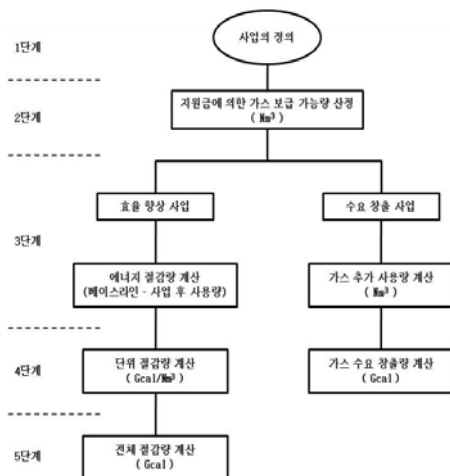 1단계
사업의 정의
2단계
지원금에 의한 가스 보급 가능량 산정
( Nm³ )
3단계
효율 향상 사업
수요 창출 사업
에너지 절감량 계산
(베이스라인 - 사업 후 사용량)
가스 추가 사용량 계산
( Nm³ )
4단계
단위 절감량 계산
( Gcal/Nm³ )
가스 수요 창출량 계산
( Gcal )
5단계
전체 절감량 계산
( Gcal )